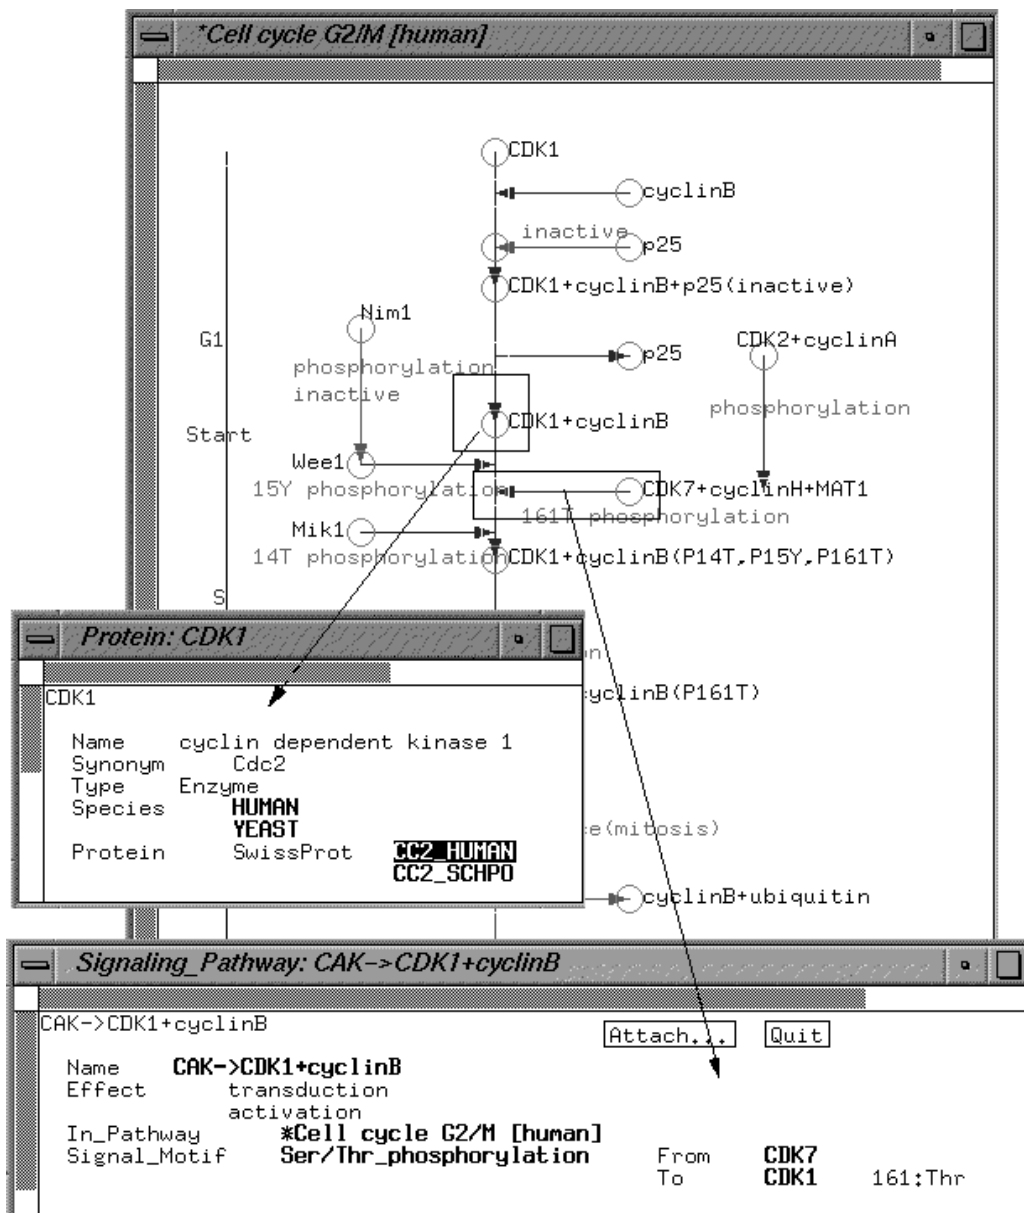 *Cell cycle G2/M [human]
CDK1
cyclinB
inactive
p25
CDK1+cyclinB+p25(inactive)
Nim1
G1
CDK2+cyclinA
p25
phosphorylation
inactive
phosphorylation
CDK1+cyclinB
Start
Wee1
15Y phosphorylation
CDK7+cyclinH+MAT1
161T phosphorylation
Mik1
14T phosphorylation
CDK1+cyclinB(P14T,P15Y,P161T)
S
Protein: CDK1
on
yclinB(P161T)
CDK1
Name cyclin dependent kinase 1
Synonym Cdc2
Type Enzyme
Species HUMAN
YEAST
e(mitosis)
Protein SwissProt CC2_HUMAN
CC2_SCHPO
cyclinB+ubiquitin
Signaling_Pathway: CAK->CDK1+cyclinB
CAK->CDK1+cyclinB
Attach... Quit
Name CAK->CDK1+cyclinB
Effect transduction
activation
In_Pathway *Cell cycle G2/M [human]
Signal_Motif Ser/Thr_phosphorylation From CDK7
To CDK1 161:Thr